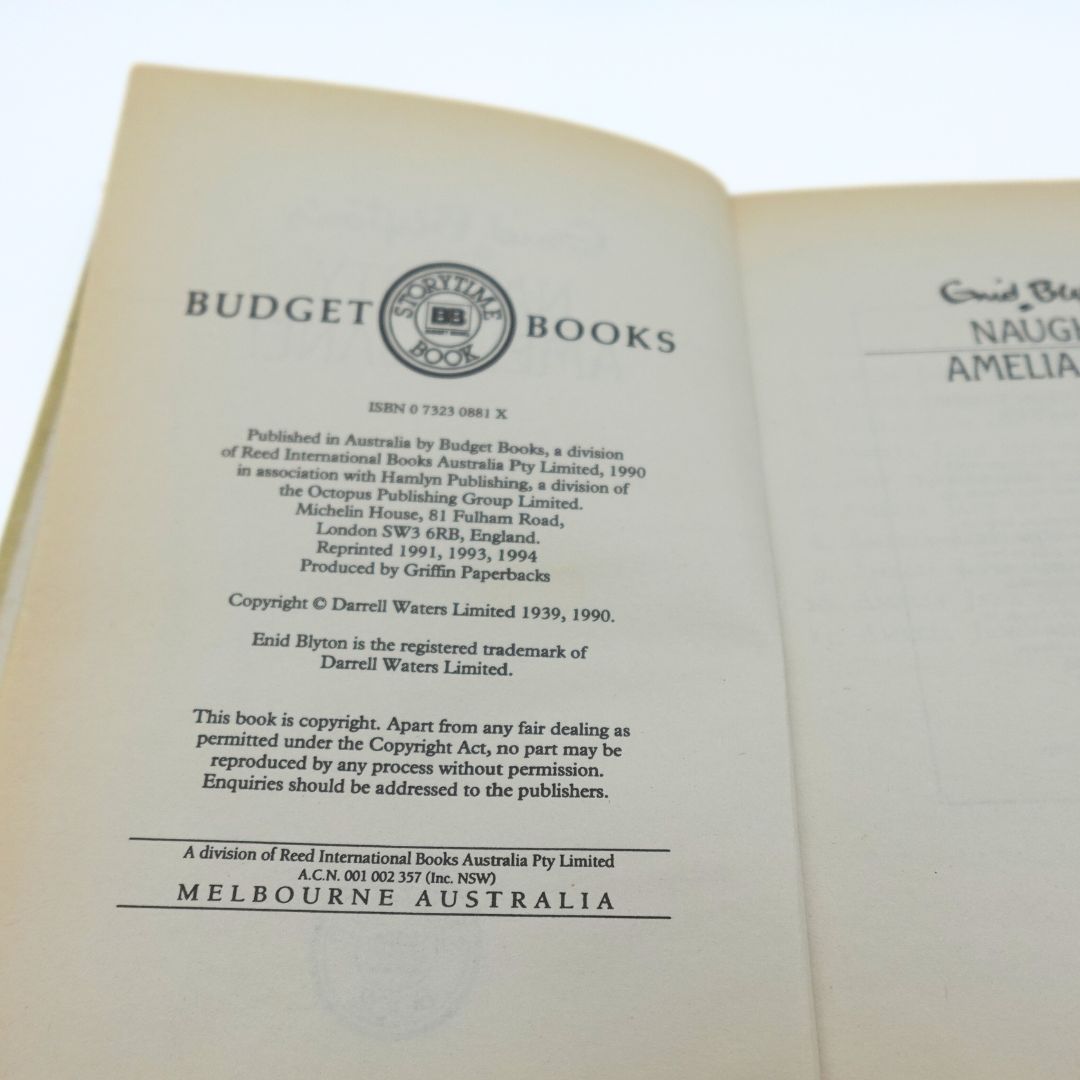 BUDGET BOOKS
STORYTIME
BB
BOOK
ISBN 0 7323 0881 X
Published in Australia by Budget Books, a division
of Reed International Books Australia Pty Limited, 1990
in association with Hamlyn Publishing, a division of
the Octopus Publishing Group Limited.
Michelin House, 81 Fulham Road,
London SW3 6RB, England.
Reprinted 1991, 1993, 1994
Produced by Griffin Paperbacks
Copyright © Darrell Waters Limited 1939, 1990.
Enid Blyton is the registered trademark of
Darrell Waters Limited.
This book is copyright. Apart from any fair dealing as
permitted under the Copyright Act, no part may be
reproduced by any process without permission.
Enquiries should be addressed to the publishers.
A division of Reed International Books Australia Pty Limited
A.C.N. 001 002 357 (Inc. NSW)
MELBOURNE AUSTRALIA
Enid Bly
NAUGH
AMELIA